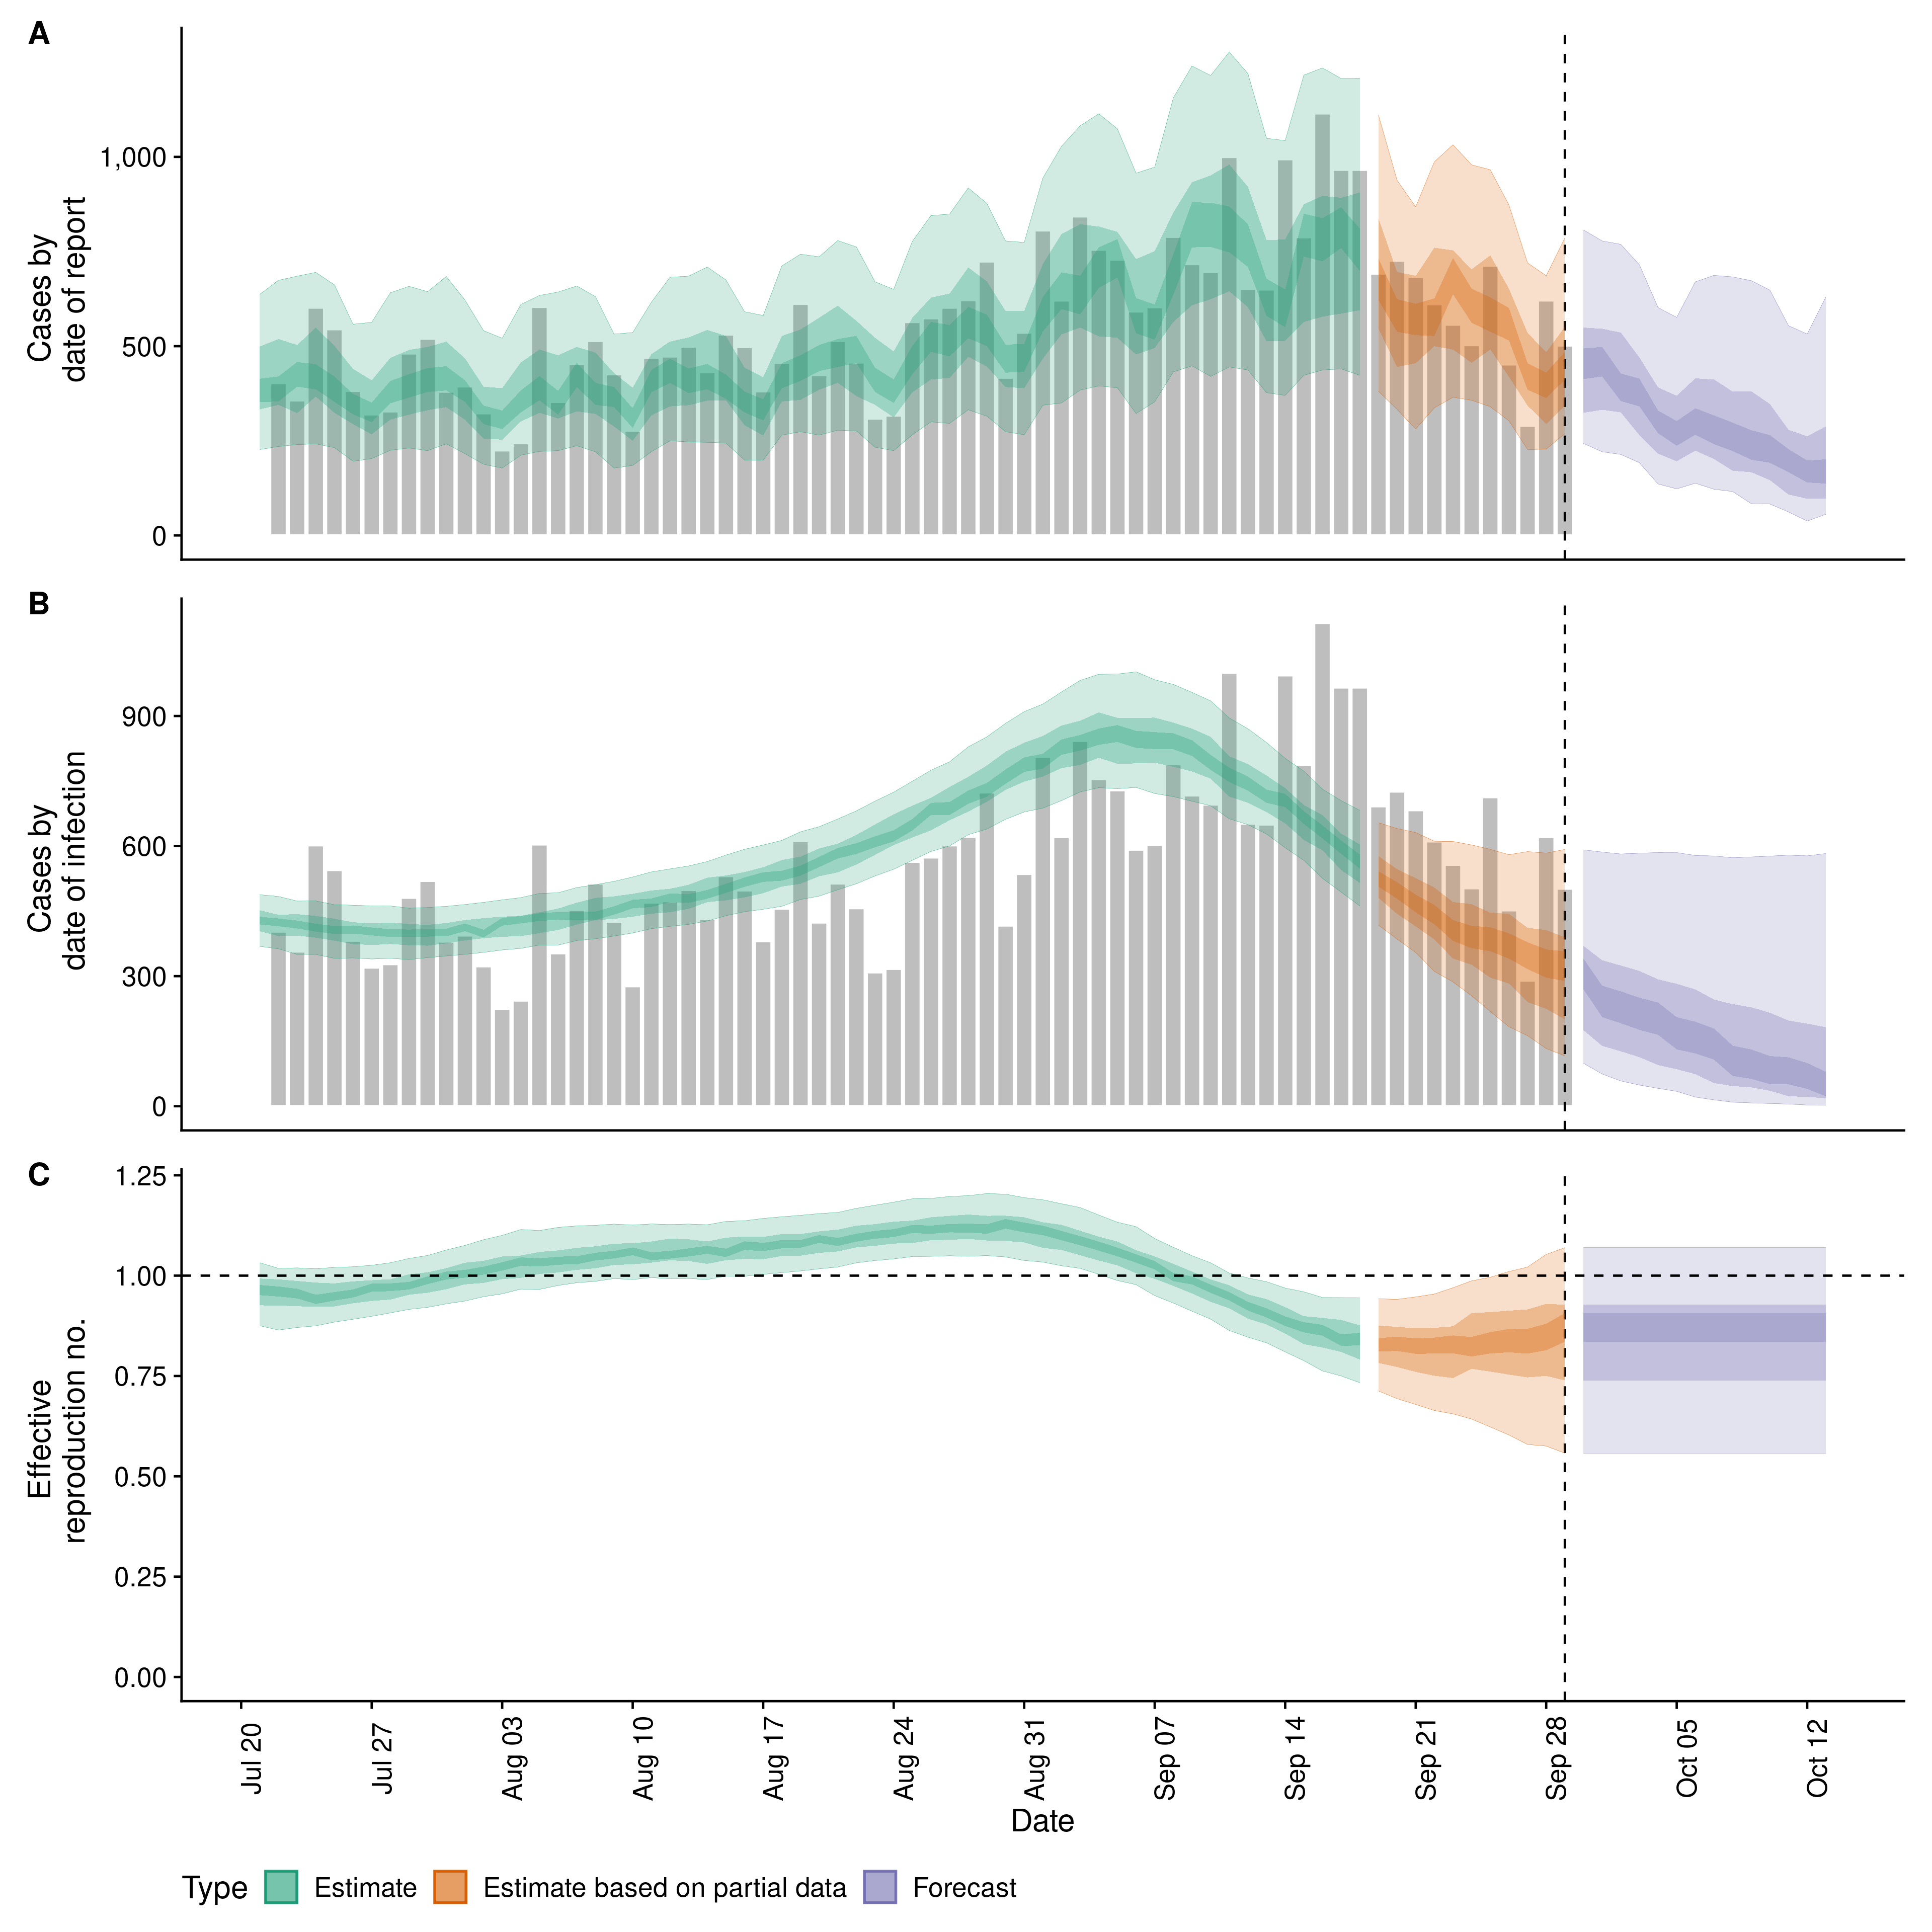 A
Cases by
date of report
1,000
500
0
B
Cases by
date of infection
900
600
300
0
C
Effective
reproduction no.
1.25
1.00
0.75
0.50
0.25
0.00
Jul 20
Jul 27
Aug 03
Aug 10
Aug 17
Aug 24
Aug 31
Sep 07
Sep 14
Sep 21
Sep 28
Oct 05
Oct 12
Date
Type Estimate Estimate based on partial data Forecast